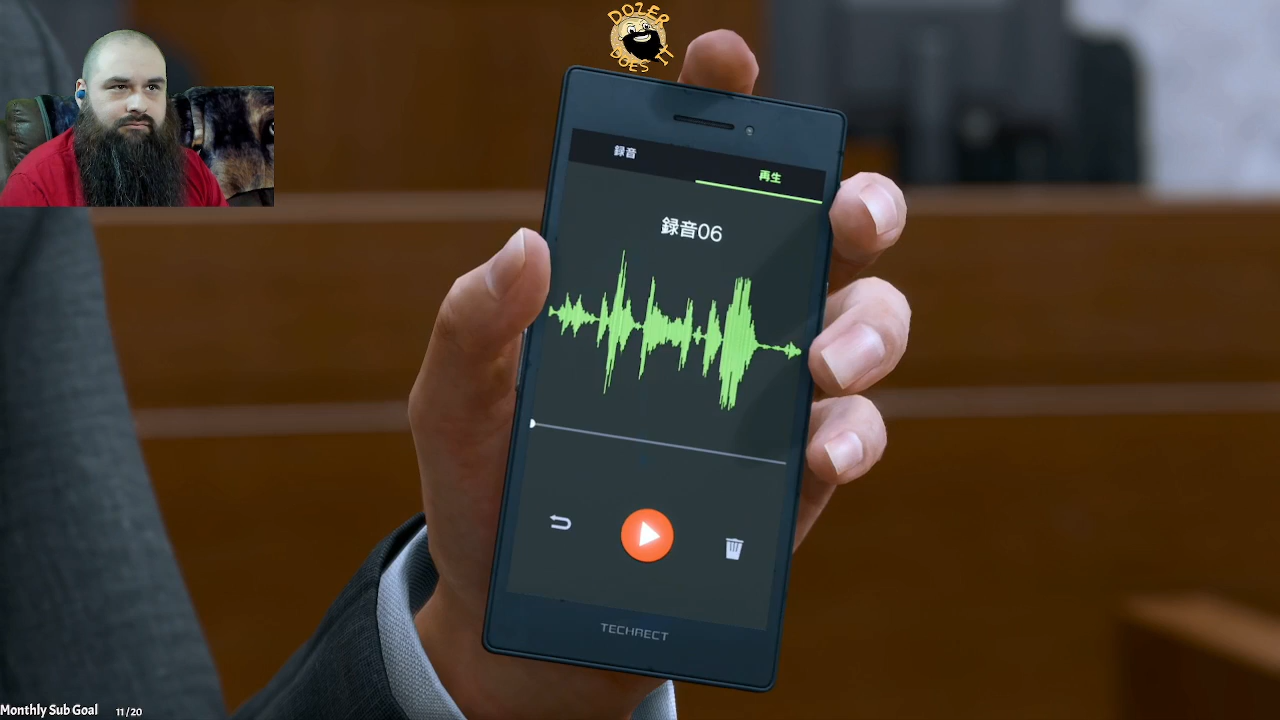 DOZER
DOES IT
録音
再生
録音06
TECHRECT
Monthly Sub Goal 11/20